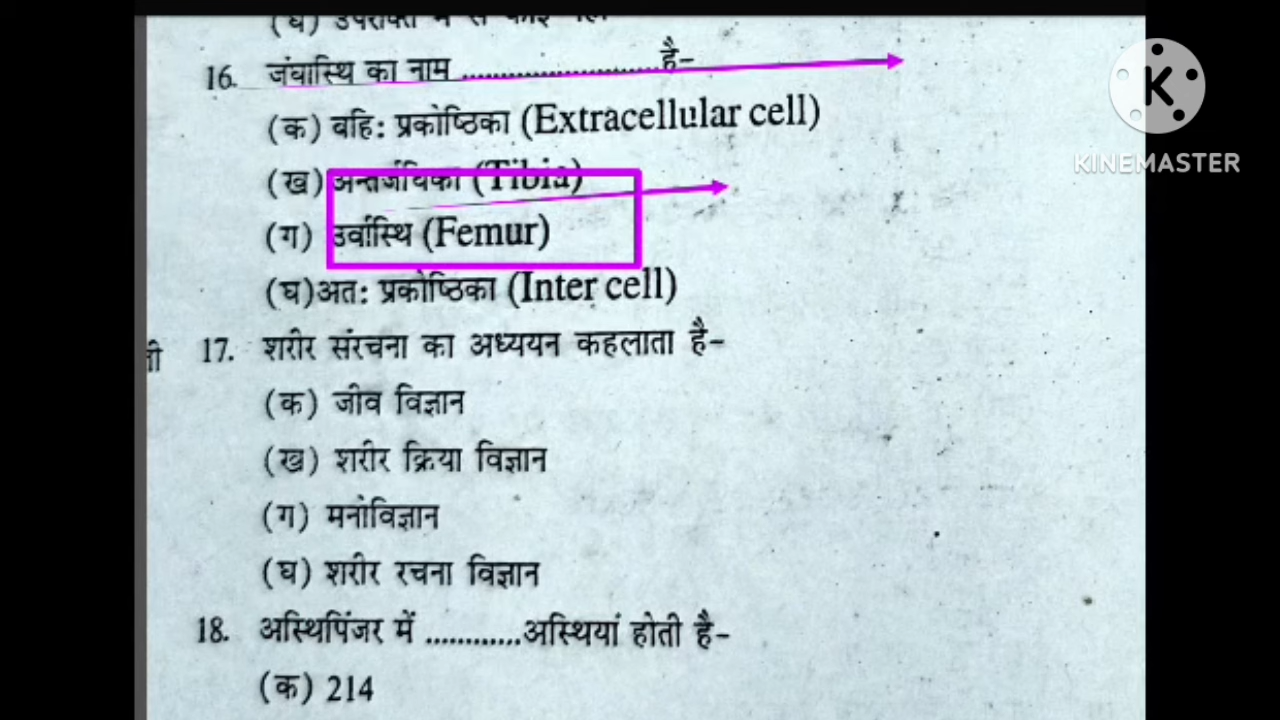 16. जंघास्थि का नाम ........................है-
(क) बहि: प्रकोष्ठिका (Extracellular cell)
(ख) अन्तर्जंघिका (Tibia)
(ग) उर्वास्थि (Femur)
(घ)अत: प्रकोष्ठिका (Inter cell)
17. शरीर संरचना का अध्ययन कहलाता है-
(क) जीव विज्ञान
(ख) शरीर क्रिया विज्ञान
(ग) मनोविज्ञान
(घ) शरीर रचना विज्ञान
18. अस्थिपिंजर में ............अस्थियां होती है-
(क) 214
K
KINEMASTER